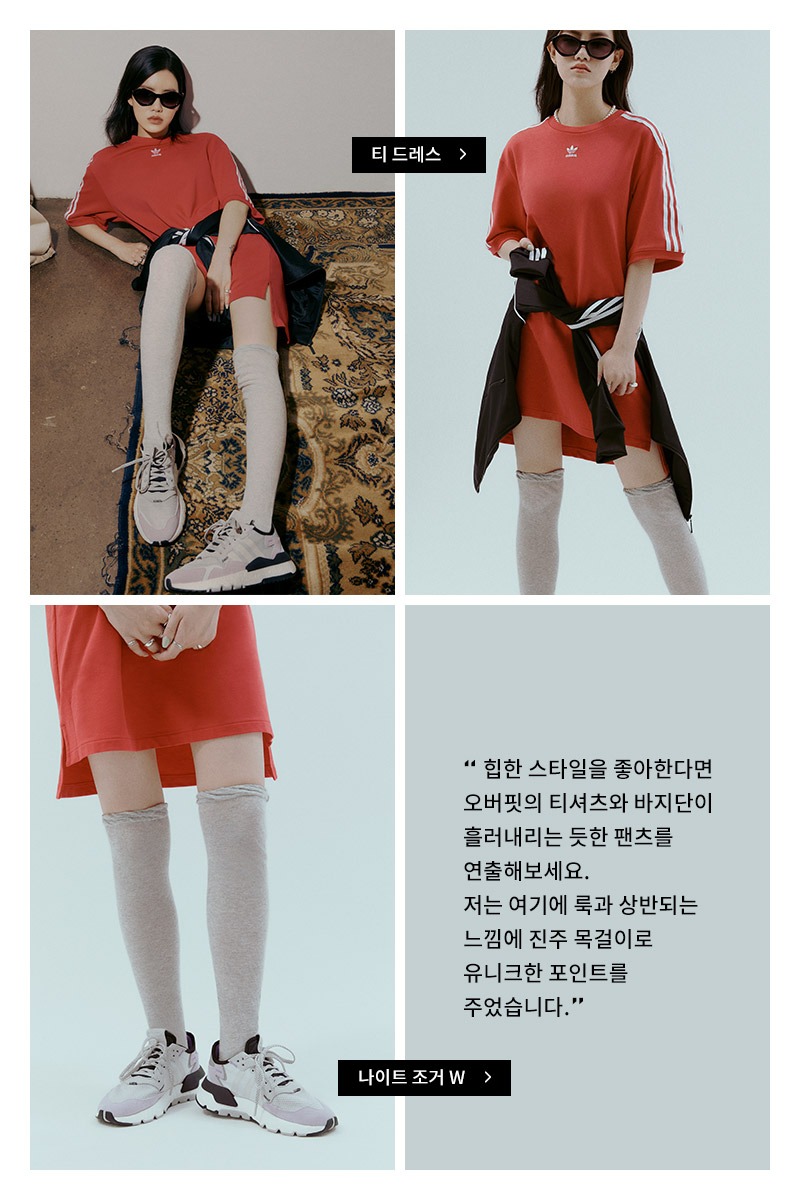 티 드레스 >
“ 힙한 스타일을 좋아한다면
오버핏의 티셔츠와 바지단이
흘러내리는 듯한 팬츠를
연출해보세요.
저는 여기에 룩과 상반되는
느낌에 진주 목걸이로
유니크한 포인트를
주었습니다.”
나이트 조거 W >